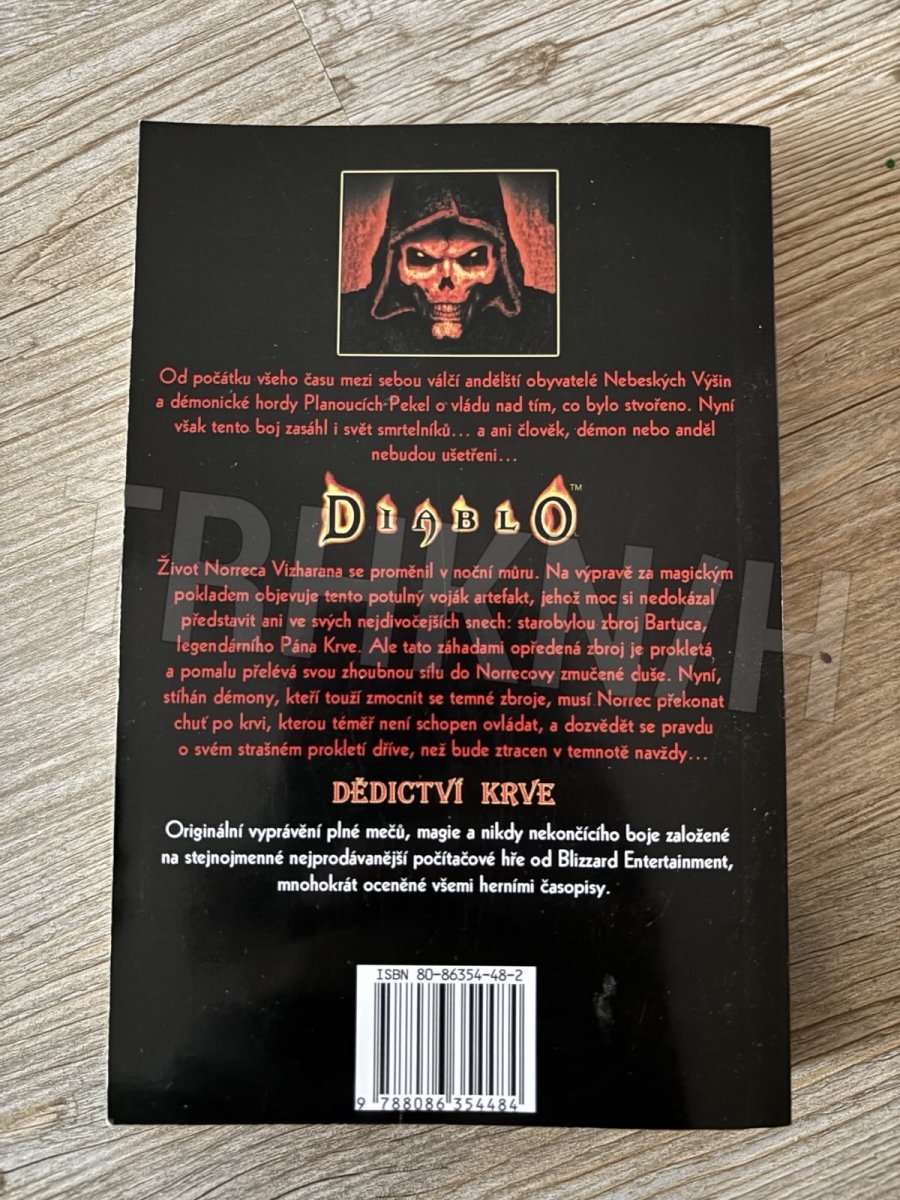 Od počátku všeho času mezi sebou válčí andělští obyvatelé Nebeských Výšin
a démonické hordy Planoucích Pekel o vládu nad tím, co bylo stvořeno. Nyní
však tento boj zasáhl i svět smrtelníků... a ani člověk, démon nebo anděl
nebudou ušetřeni...
DIABLO™
Život Norreca Vizharana se proměnil v noční můru. Na výpravě za magickým
pokladem objevuje tento potulný voják artefakt, jehož moc si nedokázal
představit ani ve svých nejdivočejších snech: starobylou zbroj Bartuca,
legendárního Pána Krve. Ale tato záhadami opředená zbroj je prokletá
a pomalu přelévá svou zhoubnou sílu do Norrecovy zmučené duše. Nyní,
stíhán démony, kteří touží zmocnit se temné zbroje, musí Norrec překonat
chuť po krvi, kterou téměř není schopen ovládat, a dozvědět se pravdu
o svém strašném prokletí dříve, než bude ztracen v temnotě navždy...
DĚDICTVÍ KRVE
Originální vyprávění plné mečů, magie a nikdy nekončícího boje založené
na stejnojmenné nejprodávanější počítačové hře od Blizzard Entertainment,
mnohokrát oceněné všemi herními časopisy.
ISBN 80-86354-48-2
9 788086 354484